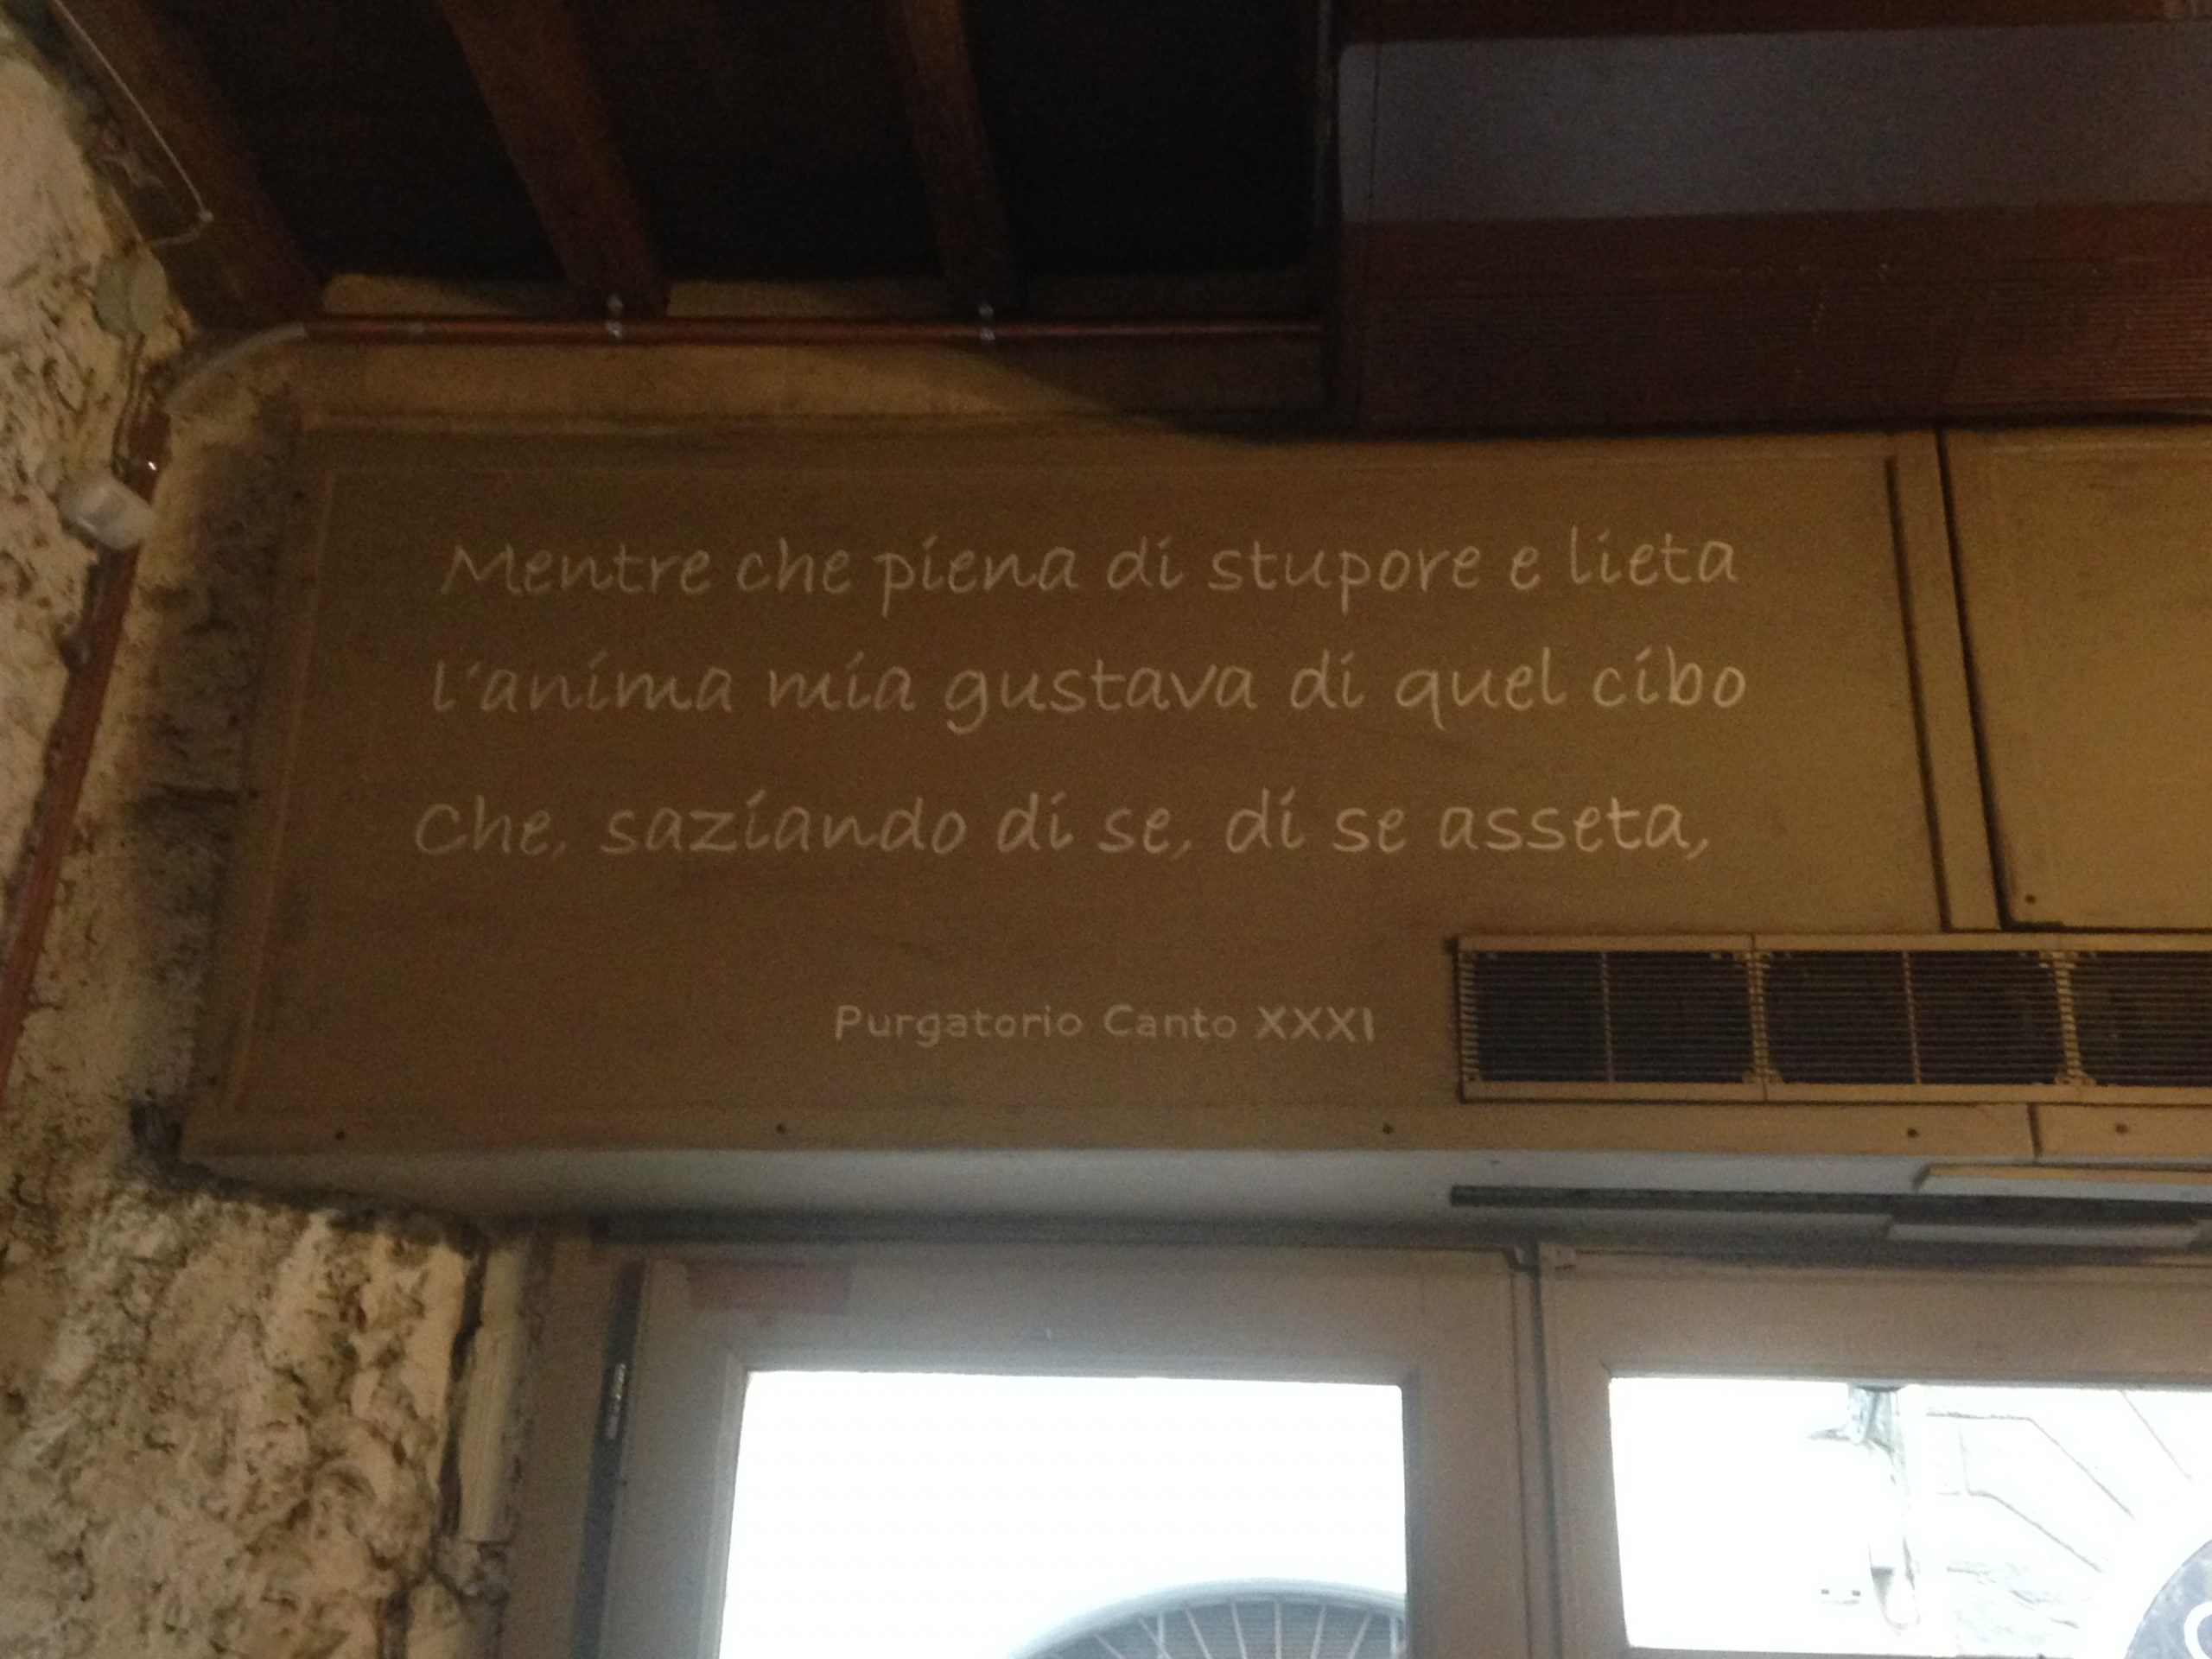 Mentre che piena di stupore e lieta
l'anima mia gustava di quel cibo
Che, saziando di se, di se asseta,
Purgatorio Canto XXXI